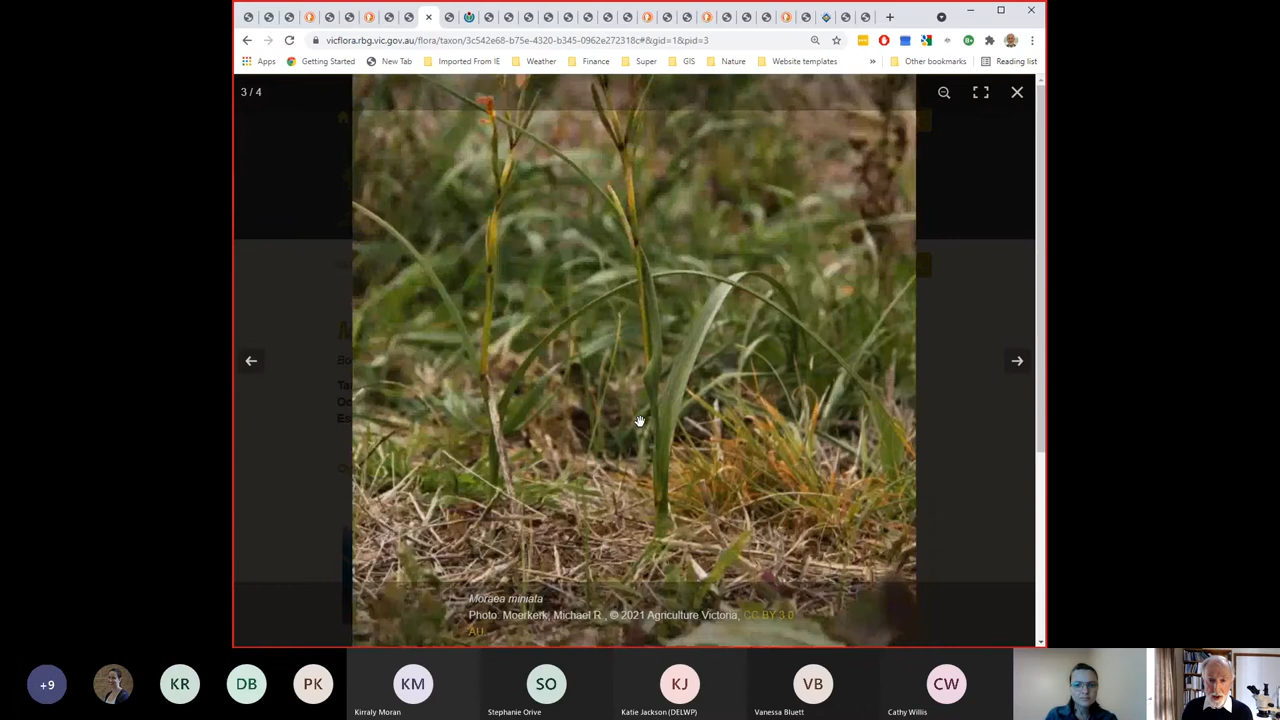 vicflora.rbg.vic.gov.au/flora/taxon/3c542e68-b75e-4320-b345-0962e272318c#&gid=1&pid=3
Apps Getting Started New Tab Imported From IE Weather Finance Super GIS Nature Website templates » Other bookmarks Reading list
3 / 4
Moraea miniata
Photo: Moerkerk, Michael R., © 2021 Agriculture Victoria, CC BY 3.0
AU
+9 KR DB PK KM SO KJ VB CW
Kirraly Moran Stephanie Orive Katie Jackson (DELWP) Vanessa Bluett Cathy Willis